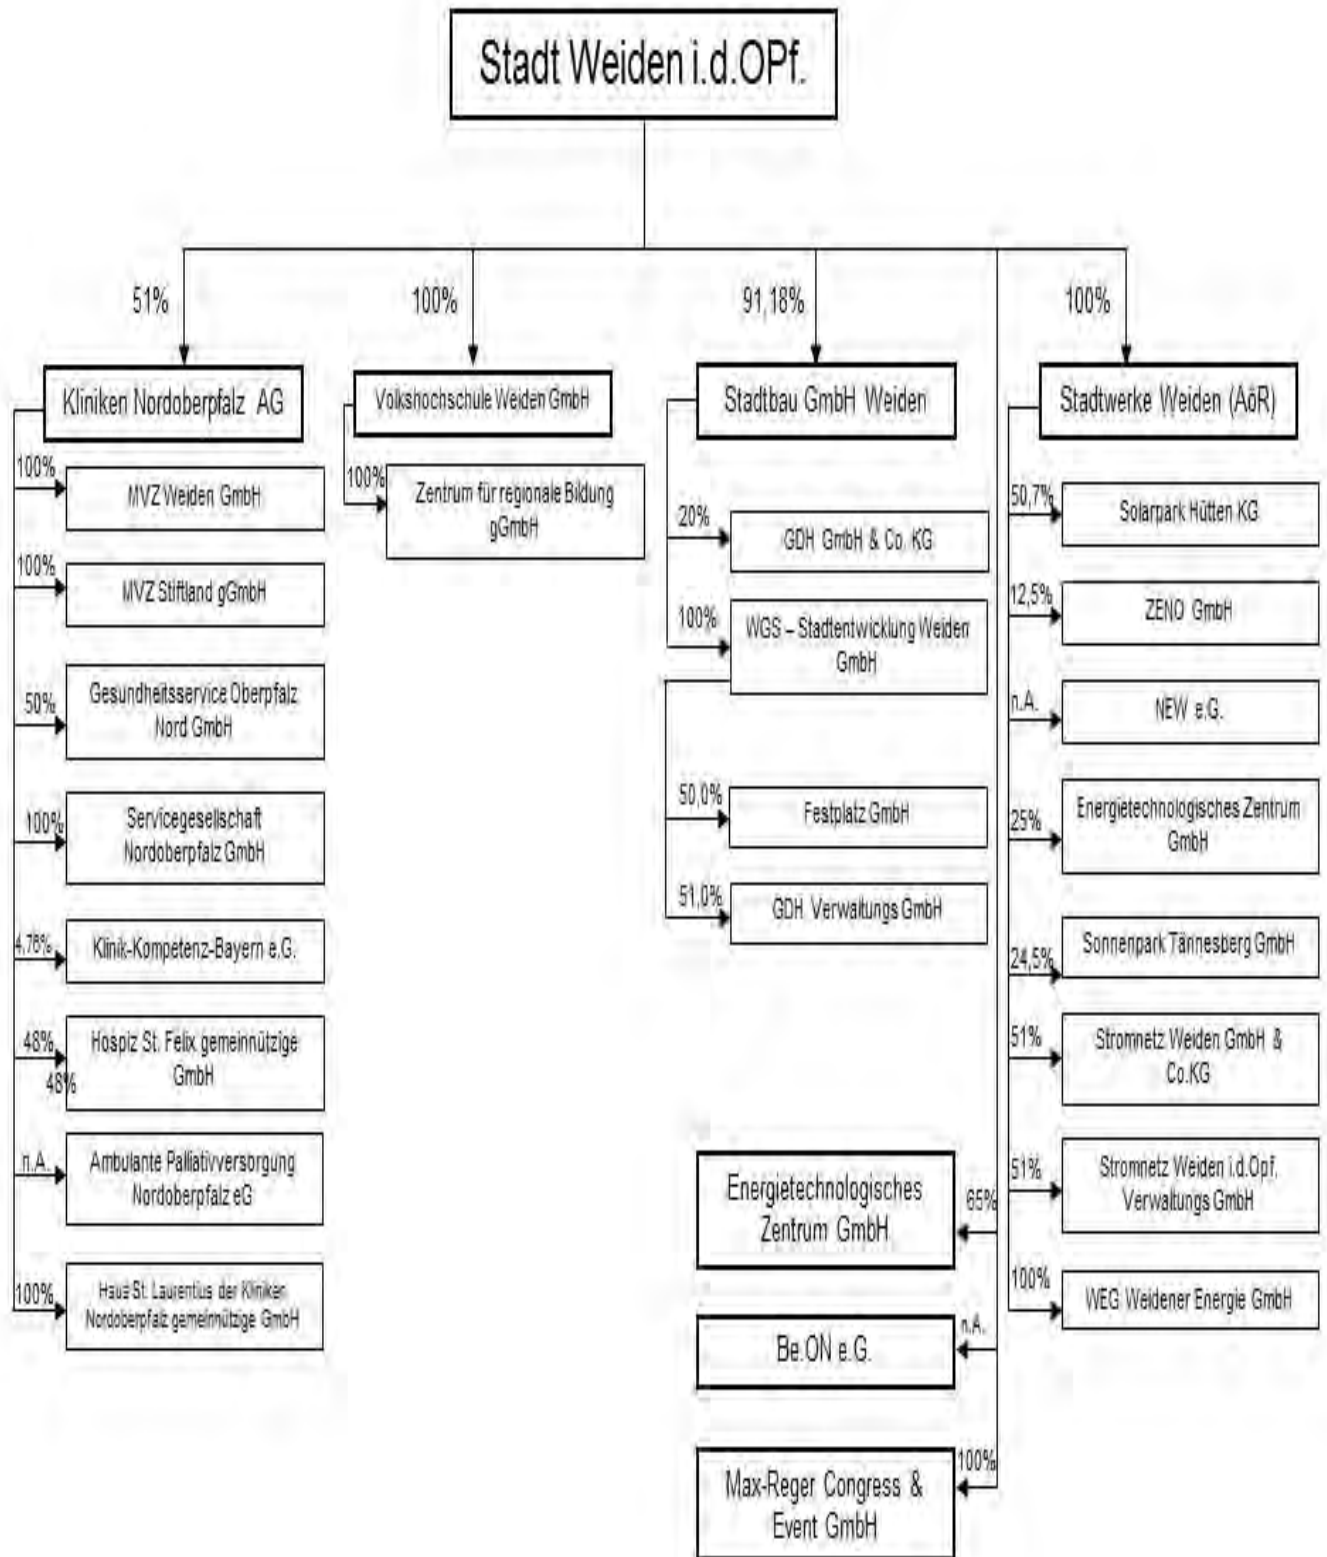 Stadt Weiden i.d.OPf.
51%
100%
91,18%
100%
Kliniken Nordoberpfalz AG
100%
MVZ Weiden GmbH
100%
MVZ Stiftland gGmbH
50%
Gesundheitsservice Oberpfalz
Nord GmbH
100%
Servicegesellschaft
Nordoberpfalz GmbH
4,76%
Klinik-Kompetenz-Bayern e.G.
48%
48%
Hospiz St. Felix gemeinnützige
GmbH
n.A.
Ambulante Palliativversorgung
Nordoberpfalz eG
100%
Haus St. Laurentius der Kliniken
Nordoberpfalz gemeinnützige GmbH
Volkshochschule Weiden GmbH
100%
Zentrum für regionale Bildung
gGmbH
Stadtbau GmbH Weiden
20%
GDH GmbH & Co. KG
100%
WGS – Stadtentwicklung Weiden
GmbH
50,0%
Festplatz GmbH
51,0%
GDH Verwaltungs GmbH
Energietechnologisches
Zentrum GmbH
65%
Be.ON e.G.
n.A.
Max-Reger Congress &
Event GmbH
100%
Stadtwerke Weiden (AöR)
50,7%
Solarpark Hütten KG
12,5%
ZENO GmbH
n.A.
NEW e.G.
25%
Energietechnologisches Zentrum
GmbH
24,5%
Sonnenpark Tännesberg GmbH
51%
Stromnetz Weiden GmbH &
Co.KG
51%
Stromnetz Weiden i.d.Opf.
Verwaltungs GmbH
100%
WEG Weidener Energie GmbH